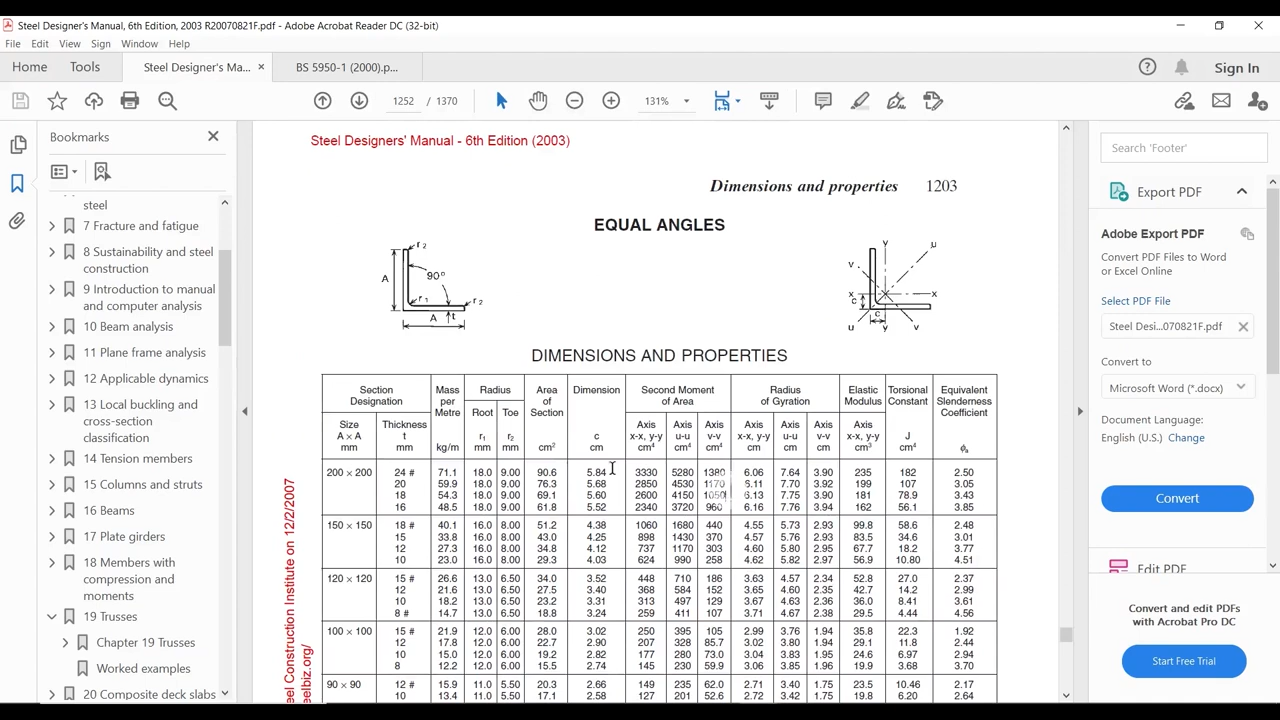 Steel Designer's Manual, 6th Edition, 2003 R20070821F.pdf - Adobe Acrobat Reader DC (32-bit)
File Edit View Sign Window Help
Home Tools Steel Designer's Ma... × BS 5950-1 (2000).p... Sign In
1252 / 1370 131%
Bookmarks
steel
7 Fracture and fatigue
8 Sustainability and steel
construction
9 Introduction to manual
and computer analysis
10 Beam analysis
11 Plane frame analysis
12 Applicable dynamics
13 Local buckling and
cross-section
classification
14 Tension members
15 Columns and struts
16 Beams
17 Plate girders
18 Members with
compression and
moments
19 Trusses
Chapter 19 Trusses
Worked examples
20 Composite deck slabs
Steel Designers' Manual - 6th Edition (2003)
Dimensions and properties 1203
EQUAL ANGLES
r2
A 90° r1 r2
A t
y u
v
x x
c
c
u y v
DIMENSIONS AND PROPERTIES
Section Designation Mass per Metre Radius Area of Section Dimension Second Moment of Area Radius of Gyration Elastic Modulus Torsional Constant Equivalent Slenderness Coefficient
Root Toe
Size A × A mm Thickness t mm kg/m r1 mm r2 mm cm² c cm Axis x-x, y-y cm⁴ Axis u-u cm⁴ Axis v-v cm⁴ Axis x-x, y-y cm Axis u-u cm Axis v-v cm Axis x-x, y-y cm³ J cm⁴ ϕa
200 × 200 24 # 71.1 18.0 9.00 90.6 5.84 3330 5280 1380 6.06 7.64 3.90 235 182 2.50
20 59.9 18.0 9.00 76.3 5.68 2850 4530 1170 6.11 7.70 3.92 199 107 3.05
18 54.3 18.0 9.00 69.1 5.60 2600 4150 1050 6.13 7.75 3.90 181 78.9 3.43
16 48.5 18.0 9.00 61.8 5.52 2340 3720 960 6.16 7.76 3.94 162 56.1 3.85
150 × 150 18 # 40.1 16.0 8.00 51.2 4.38 1060 1680 440 4.55 5.73 2.93 99.8 58.6 2.48
15 33.8 16.0 8.00 43.0 4.25 898 1430 370 4.57 5.76 2.93 83.5 34.6 3.01
12 27.3 16.0 8.00 34.8 4.12 737 1170 303 4.60 5.80 2.95 67.7 18.2 3.77
10 23.0 16.0 8.00 29.3 4.03 624 990 258 4.62 5.82 2.97 56.9 10.80 4.51
120 × 120 15 # 26.6 13.0 6.50 34.0 3.52 448 710 186 3.63 4.57 2.34 52.8 27.0 2.37
12 21.6 13.0 6.50 27.5 3.40 368 584 152 3.65 4.60 2.35 42.7 14.2 2.99
10 18.2 13.0 6.50 23.2 3.31 313 497 129 3.67 4.63 2.36 36.0 8.41 3.61
8 # 14.7 13.0 6.50 18.8 3.24 259 411 107 3.71 4.67 2.38 29.5 4.44 4.56
100 × 100 15 # 21.9 12.0 6.00 28.0 3.02 250 395 105 2.99 3.76 1.94 35.8 22.3 1.92
12 17.8 12.0 6.00 22.7 2.90 207 328 85.7 3.02 3.80 1.94 29.1 11.8 2.44
10 15.0 12.0 6.00 19.2 2.82 177 280 73.0 3.04 3.83 1.95 24.6 6.97 2.94
8 12.2 12.0 6.00 15.5 2.74 145 230 59.9 3.06 3.85 1.96 19.9 3.68 3.70
90 × 90 12 # 15.9 11.0 5.50 20.3 2.66 149 235 62.0 2.71 3.40 1.75 23.5 10.46 2.17
10 13.4 11.0 5.50 17.1 2.58 127 201 52.6 2.72 3.42 1.75 19.8 6.20 2.64
eel Construction Institute on 12/2/2007
eelbiz.org/
Search 'Footer'
Export PDF
Adobe Export PDF
Convert PDF Files to Word
or Excel Online
Select PDF File
Steel Desi...070821F.pdf
Convert to
Microsoft Word (*.docx)
Document Language:
English (U.S.) Change
Convert
Edit PDF
Convert and edit PDFs
with Acrobat Pro DC
Start Free Trial